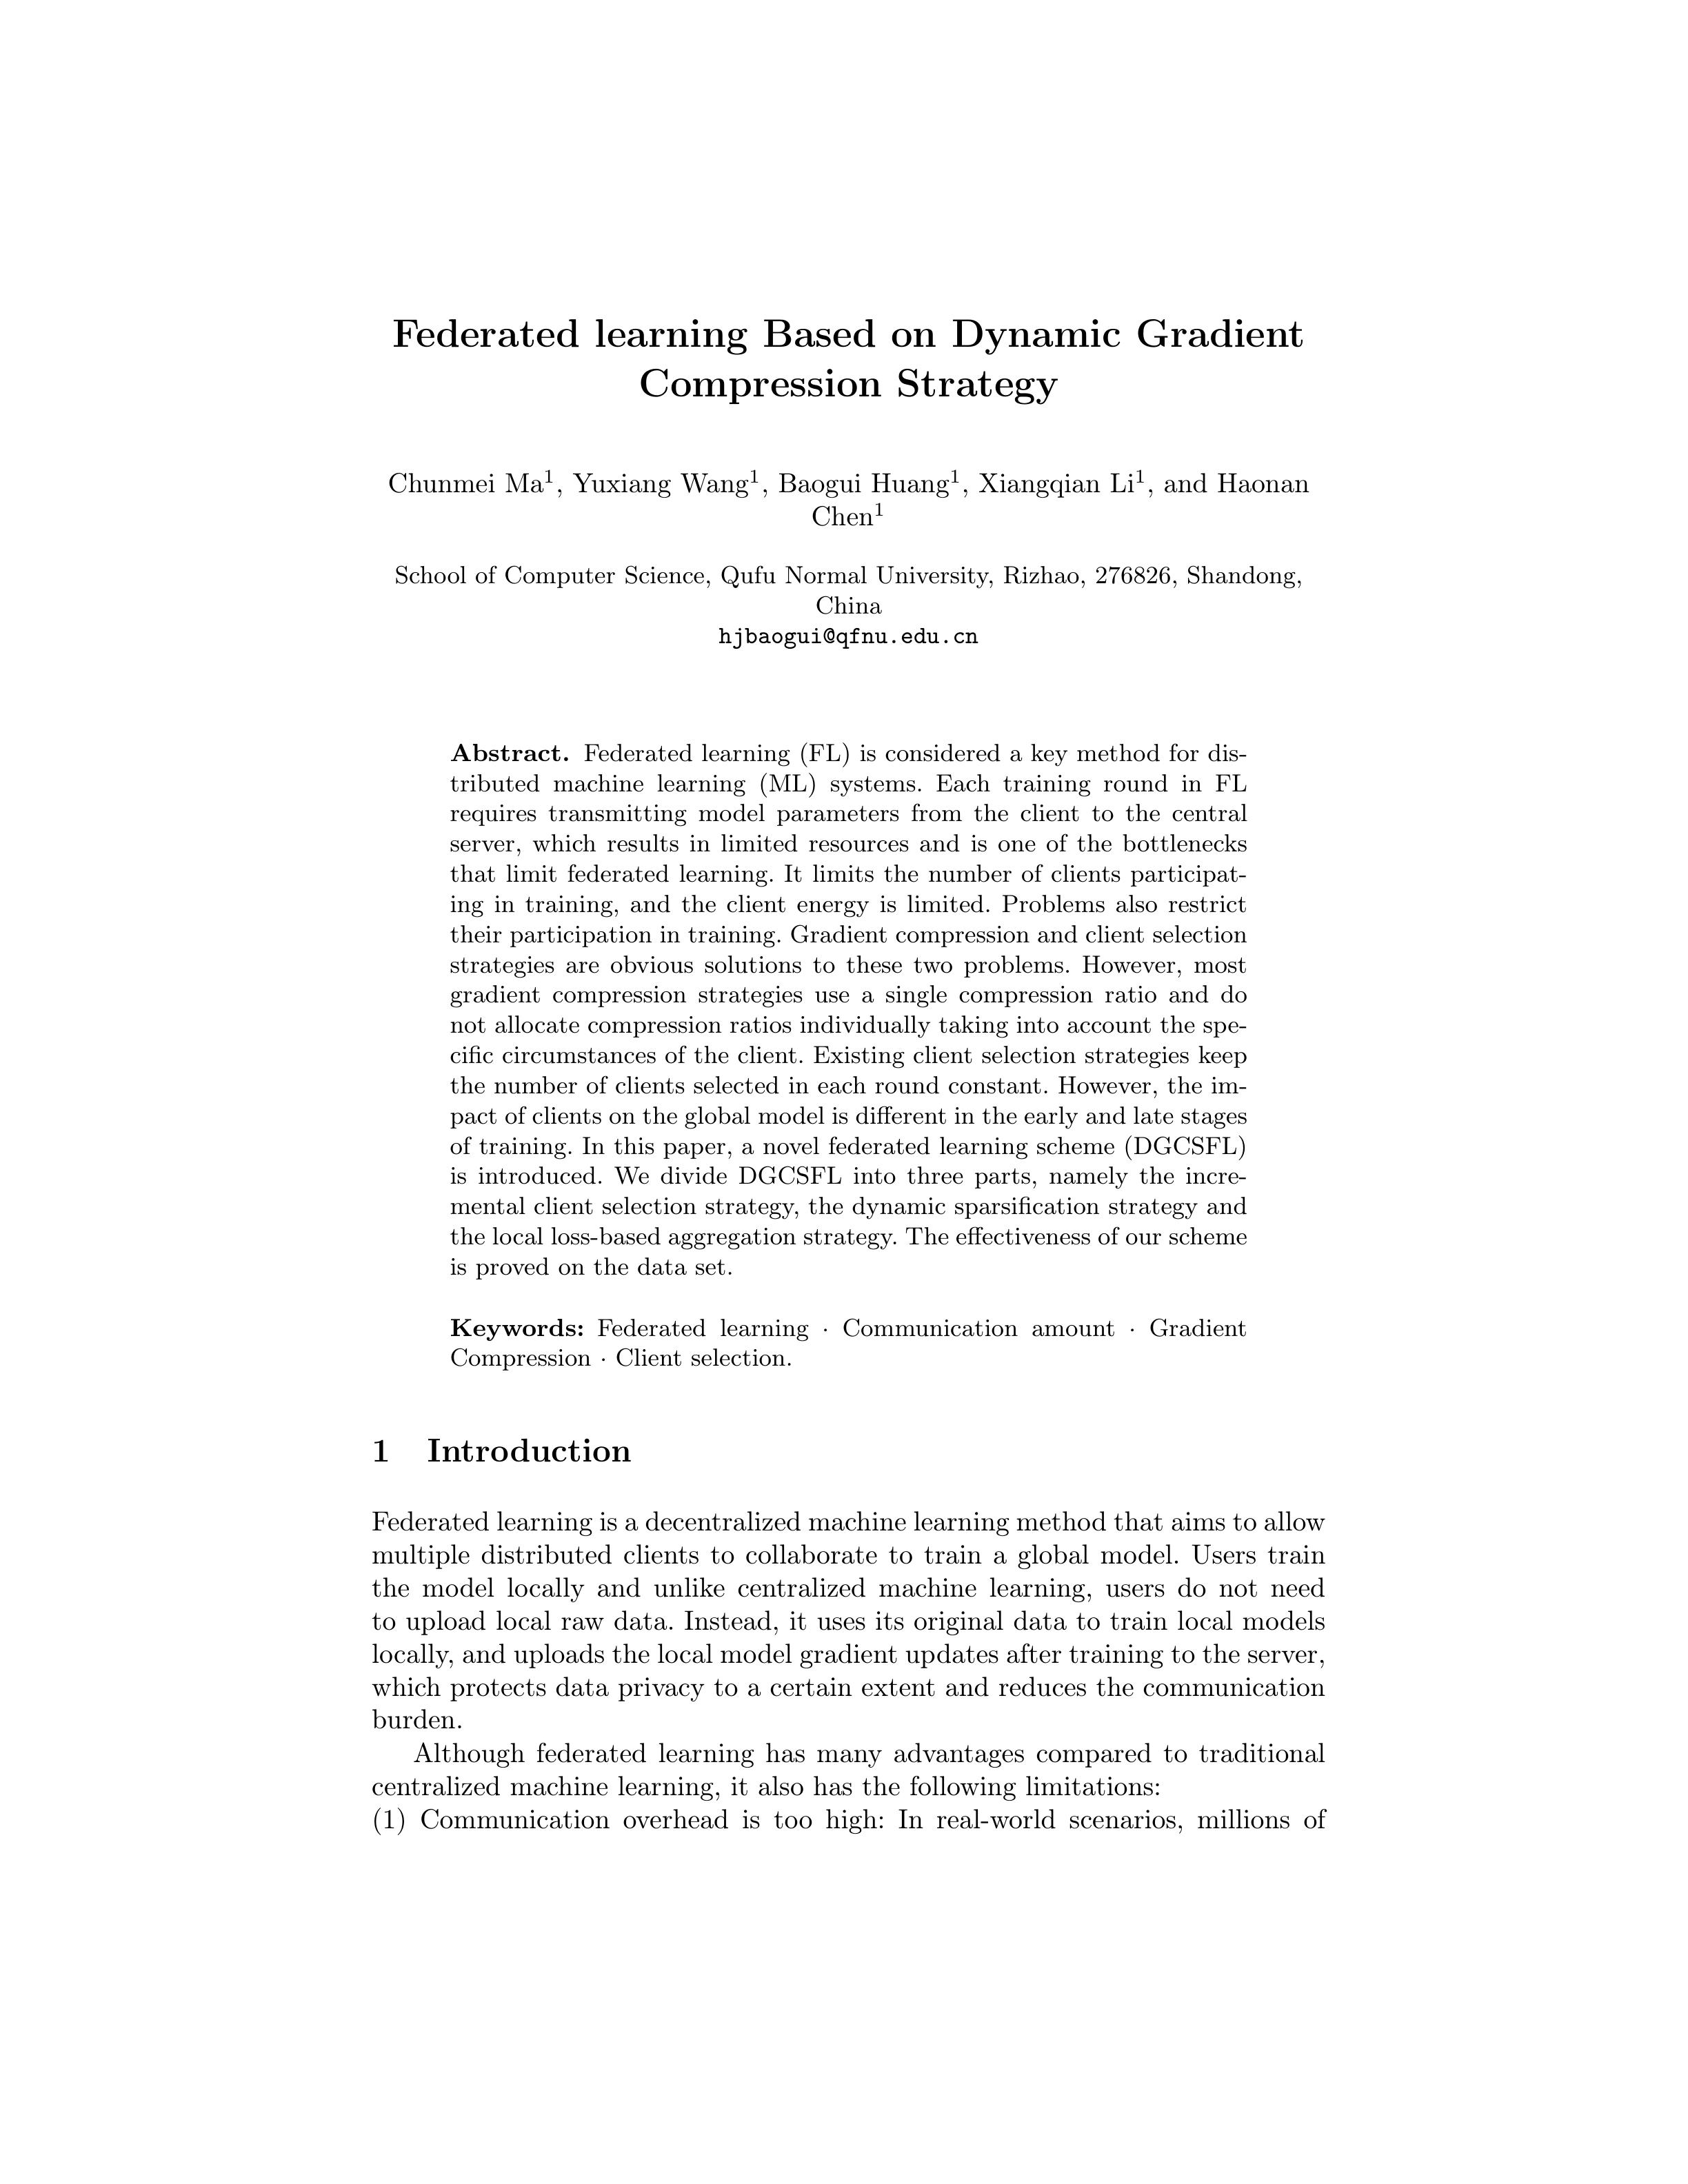 Federated learning Based on Dynamic Gradient
Compression Strategy
Chunmei Ma1, Yuxiang Wang1, Baogui Huang1, Xiangqian Li1, and Haonan
Chen1
School of Computer Science, Qufu Normal University, Rizhao, 276826, Shandong,
China
hjbaogui@qfnu.edu.cn
Abstract. Federated learning (FL) is considered a key method for dis-
tributed machine learning (ML) systems. Each training round in FL
requires transmitting model parameters from the client to the central
server, which results in limited resources and is one of the bottlenecks
that limit federated learning. It limits the number of clients participat-
ing in training, and the client energy is limited. Problems also restrict
their participation in training. Gradient compression and client selection
strategies are obvious solutions to these two problems. However, most
gradient compression strategies use a single compression ratio and do
not allocate compression ratios individually taking into account the spe-
cific circumstances of the client. Existing client selection strategies keep
the number of clients selected in each round constant. However, the im-
pact of clients on the global model is different in the early and late stages
of training. In this paper, a novel federated learning scheme (DGCSFL)
is introduced. We divide DGCSFL into three parts, namely the incre-
mental client selection strategy, the dynamic sparsification strategy and
the local loss-based aggregation strategy. The effectiveness of our scheme
is proved on the data set.
Keywords: Federated learning · Communication amount · Gradient
Compression · Client selection.
1 Introduction
Federated learning is a decentralized machine learning method that aims to allow
multiple distributed clients to collaborate to train a global model. Users train
the model locally and unlike centralized machine learning, users do not need
to upload local raw data. Instead, it uses its original data to train local models
locally, and uploads the local model gradient updates after training to the server,
which protects data privacy to a certain extent and reduces the communication
burden.
Although federated learning has many advantages compared to traditional
centralized machine learning, it also has the following limitations:
(1) Communication overhead is too high: In real-world scenarios, millions of